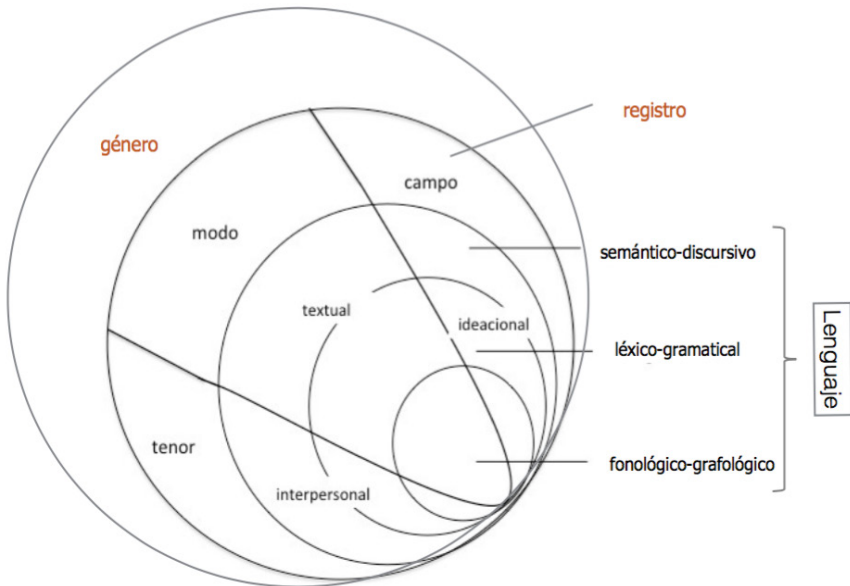 registro
género
campo
modo
semántico-discursivo
textual
ideacional
léxico-gramatical
Lenguaje
tenor
fonológico-grafológico
interpersonal